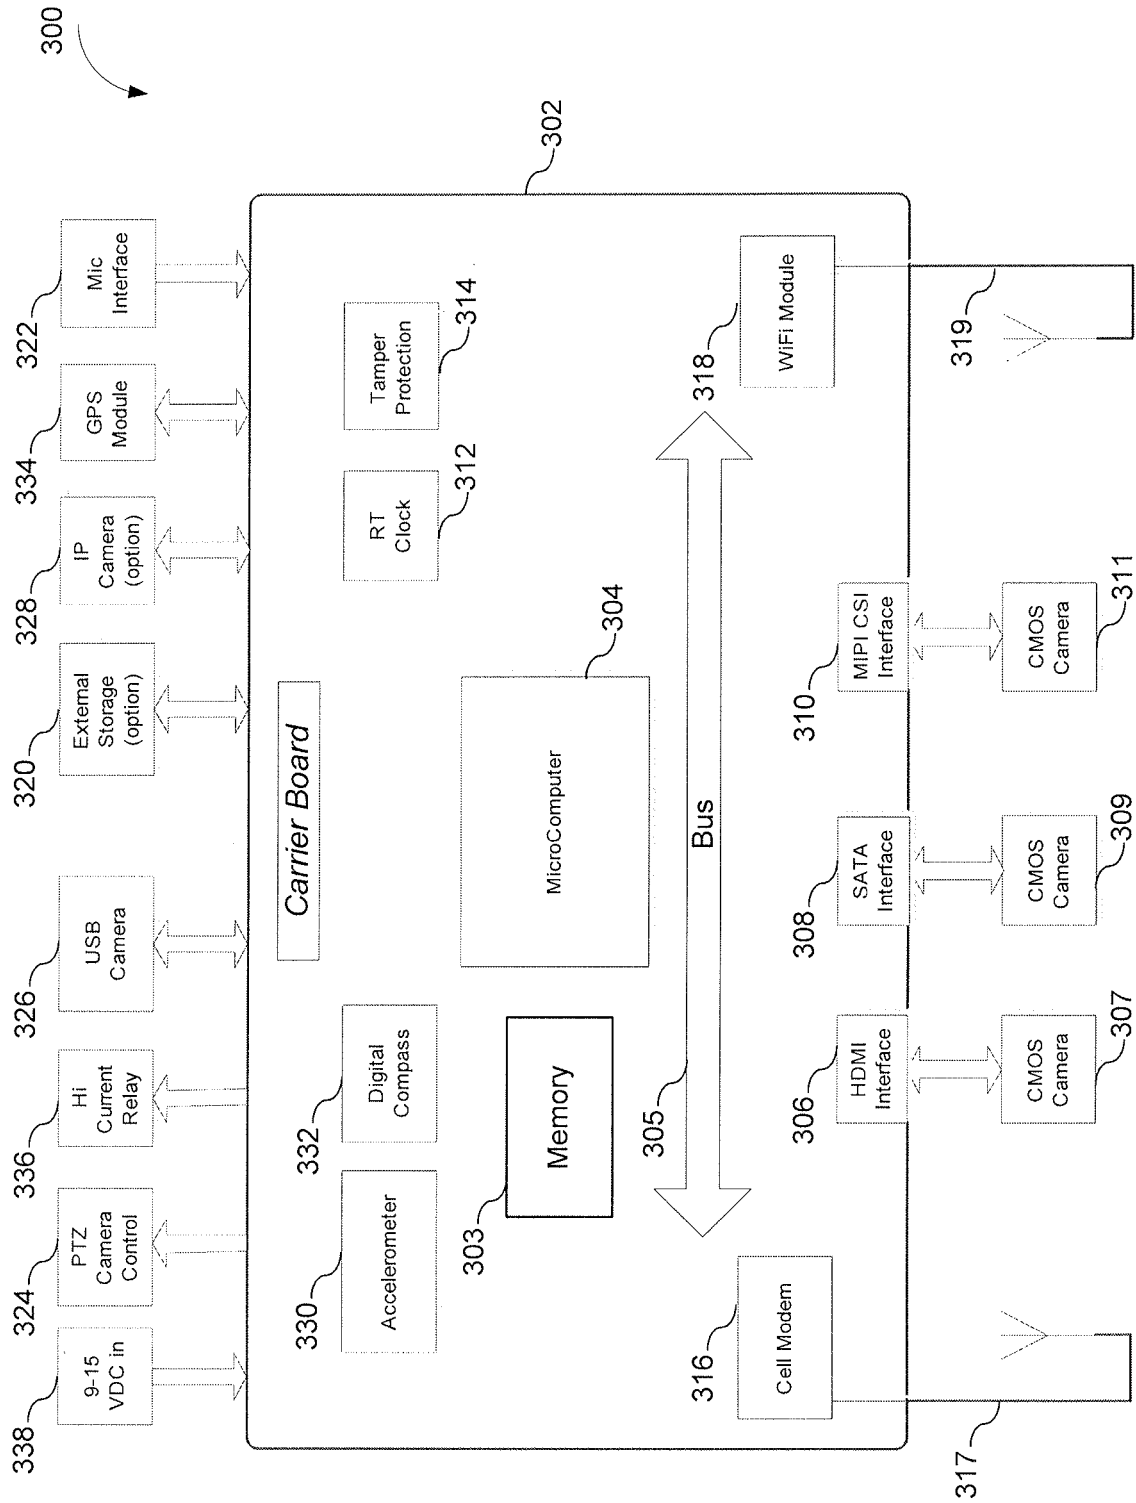 300
302
338
9-15
VDC in
324
PTZ
Camera
Control
336
Hi
Current
Relay
326
USB
Camera
320
External
Storage
(option)
328
IP
Camera
(option)
334
GPS
Module
322
Mic
Interface
Carrier Board
330
Accelerometer
332
Digital
Compass
RT
Clock
312
Tamper
Protection
314
303
Memory
MicroComputer
304
305
Bus
316
Cell Modem
318
WiFi Module
306
HDMI
Interface
308
SATA
Interface
310
MIPI CSI
Interface
317
CMOS
Camera
307
CMOS
Camera
309
CMOS
Camera
311
319